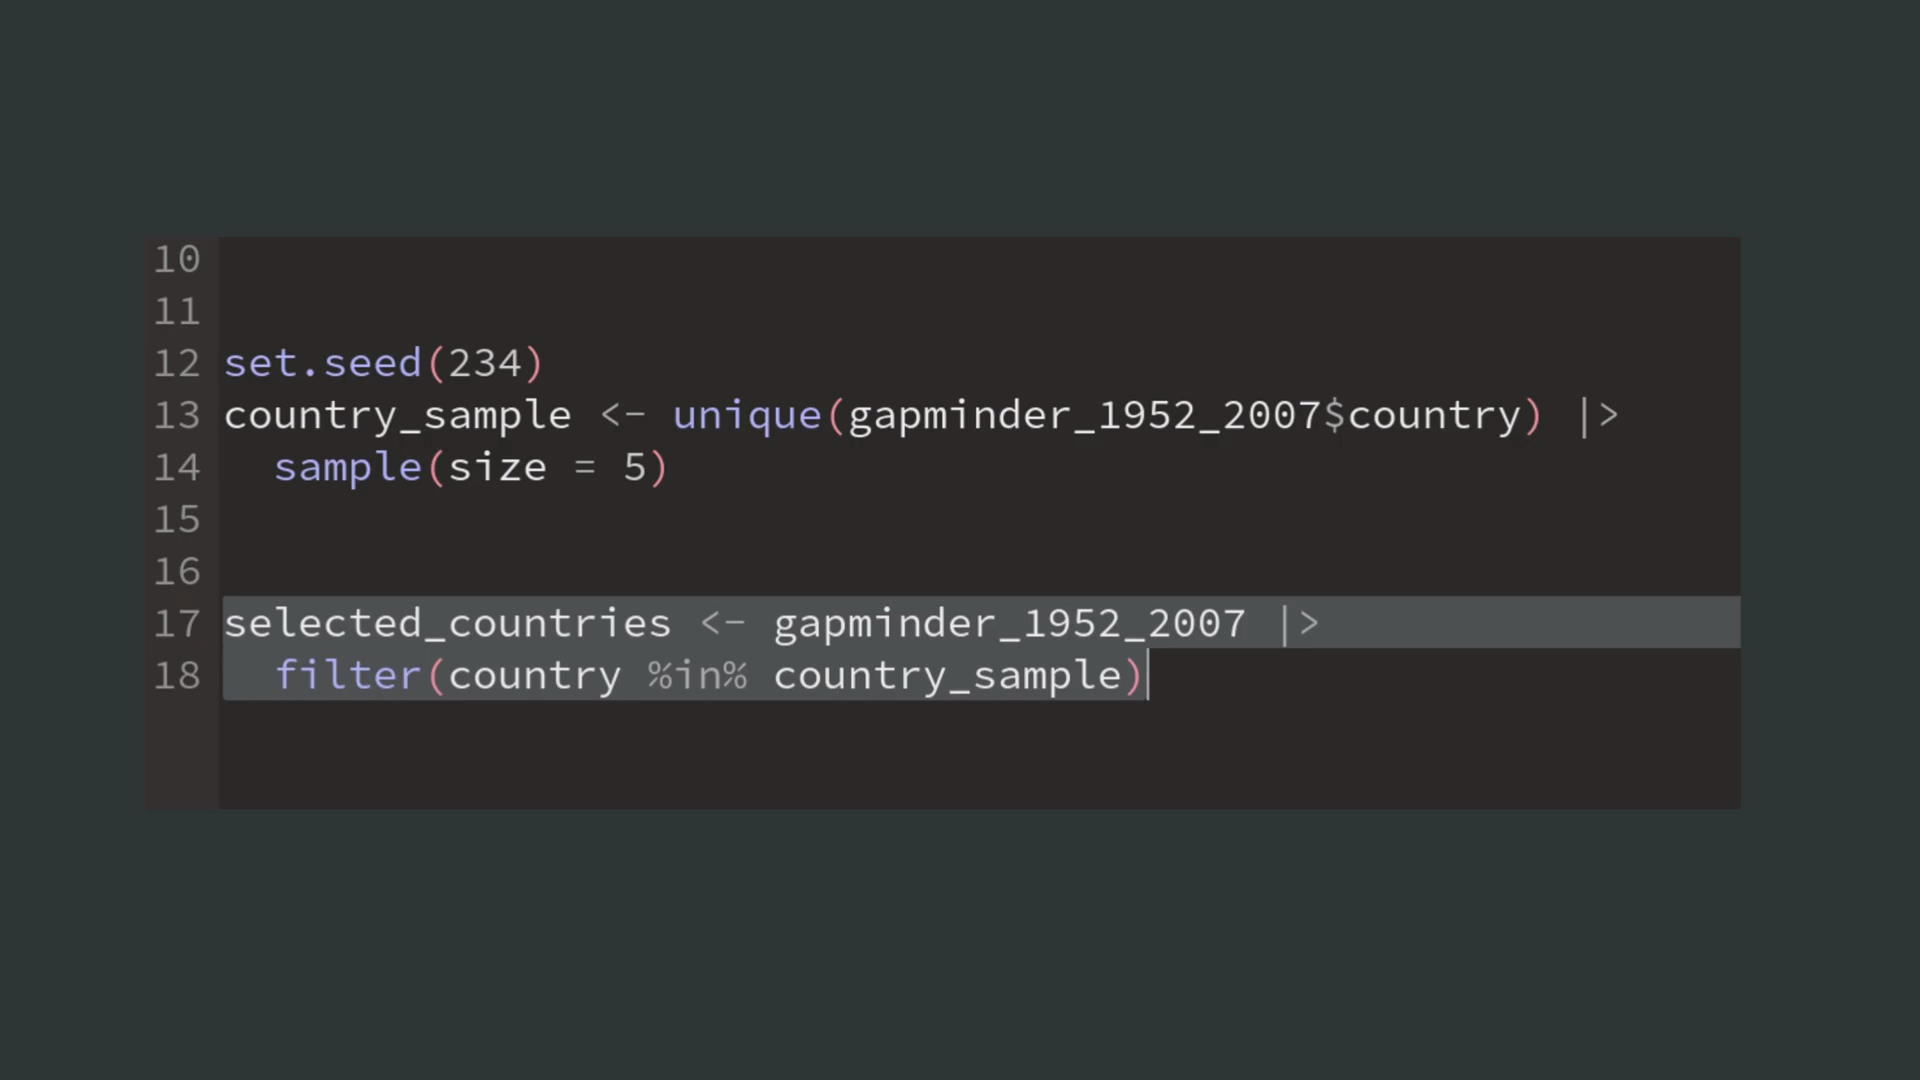 10
11
12 set.seed(234)
13 country_sample <- unique(gapminder_1952_2007$country) |>
14   sample(size = 5)
15
16
17 selected_countries <- gapminder_1952_2007 |>
18   filter(country %in% country_sample)